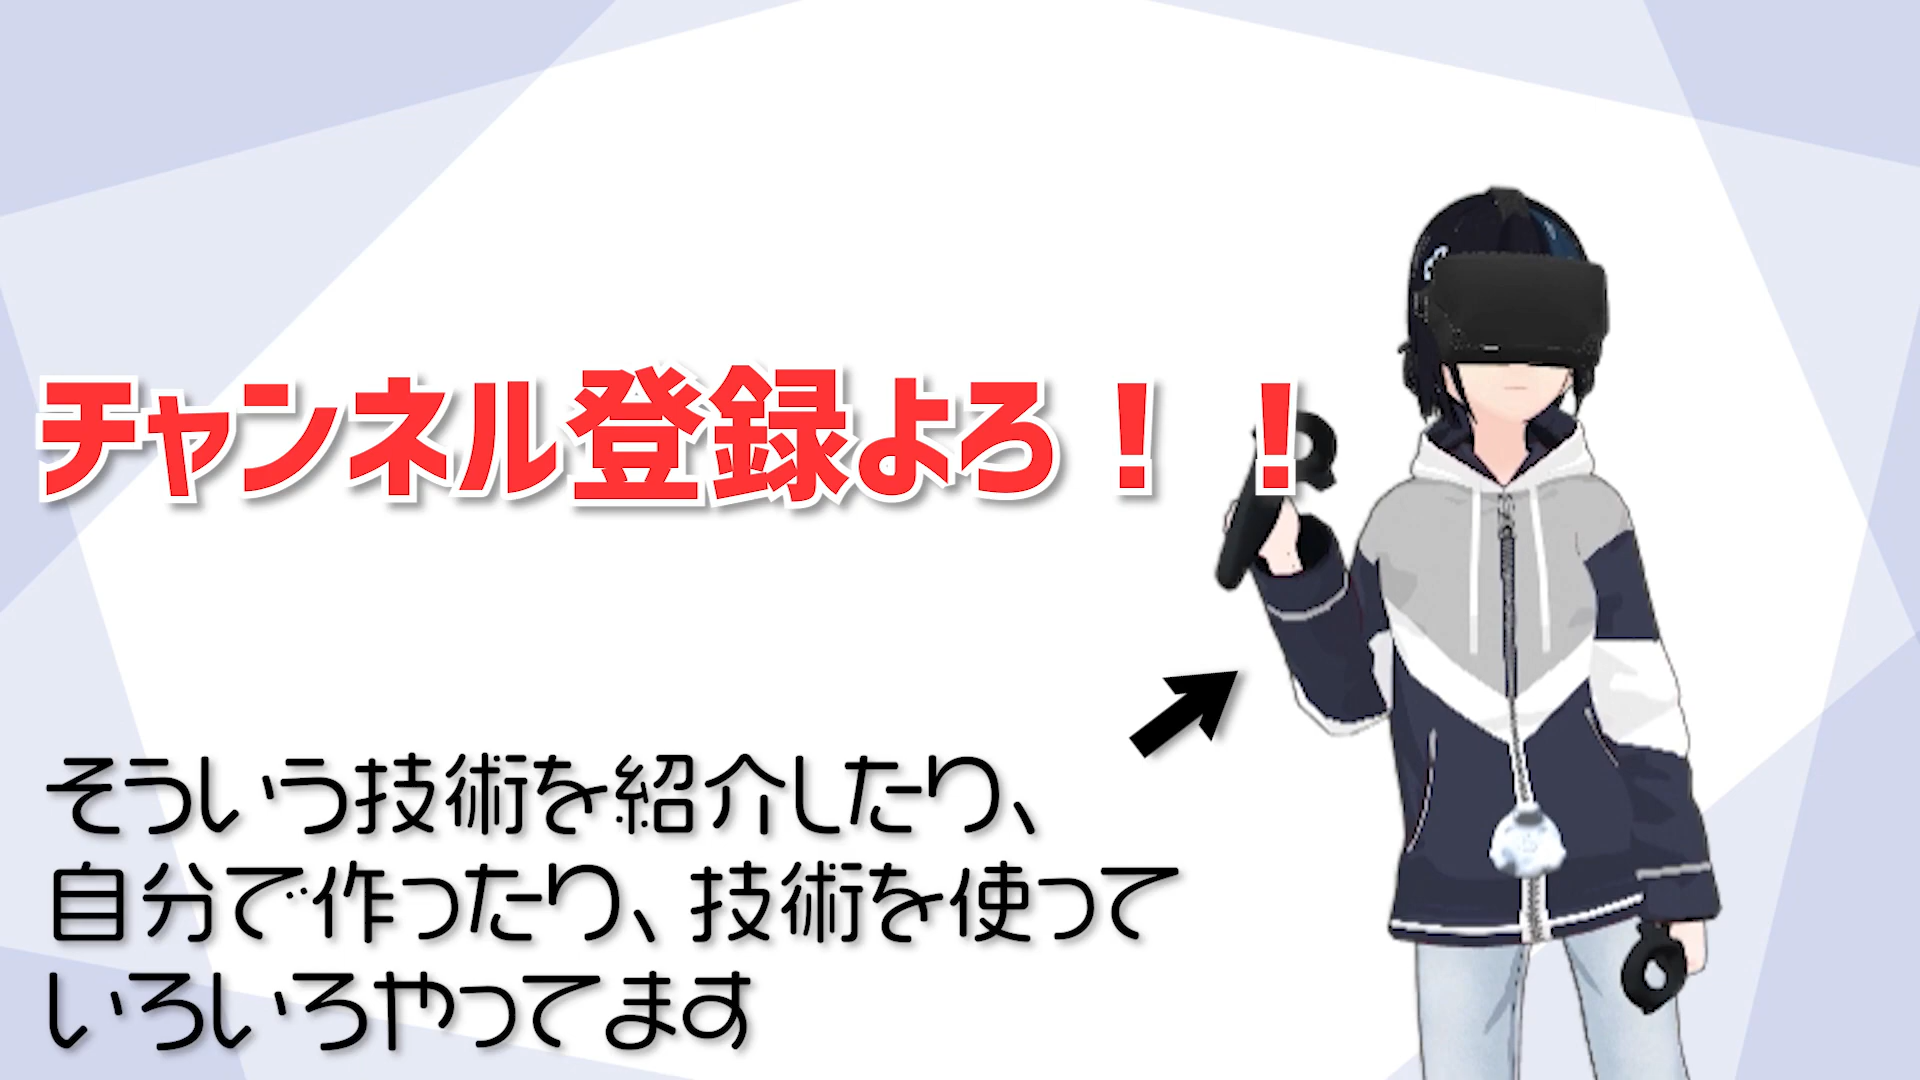 チャンネル登録よろ！！
そういう技術を紹介したり、
自分で作ったり、技術を使って
いろいろやってます